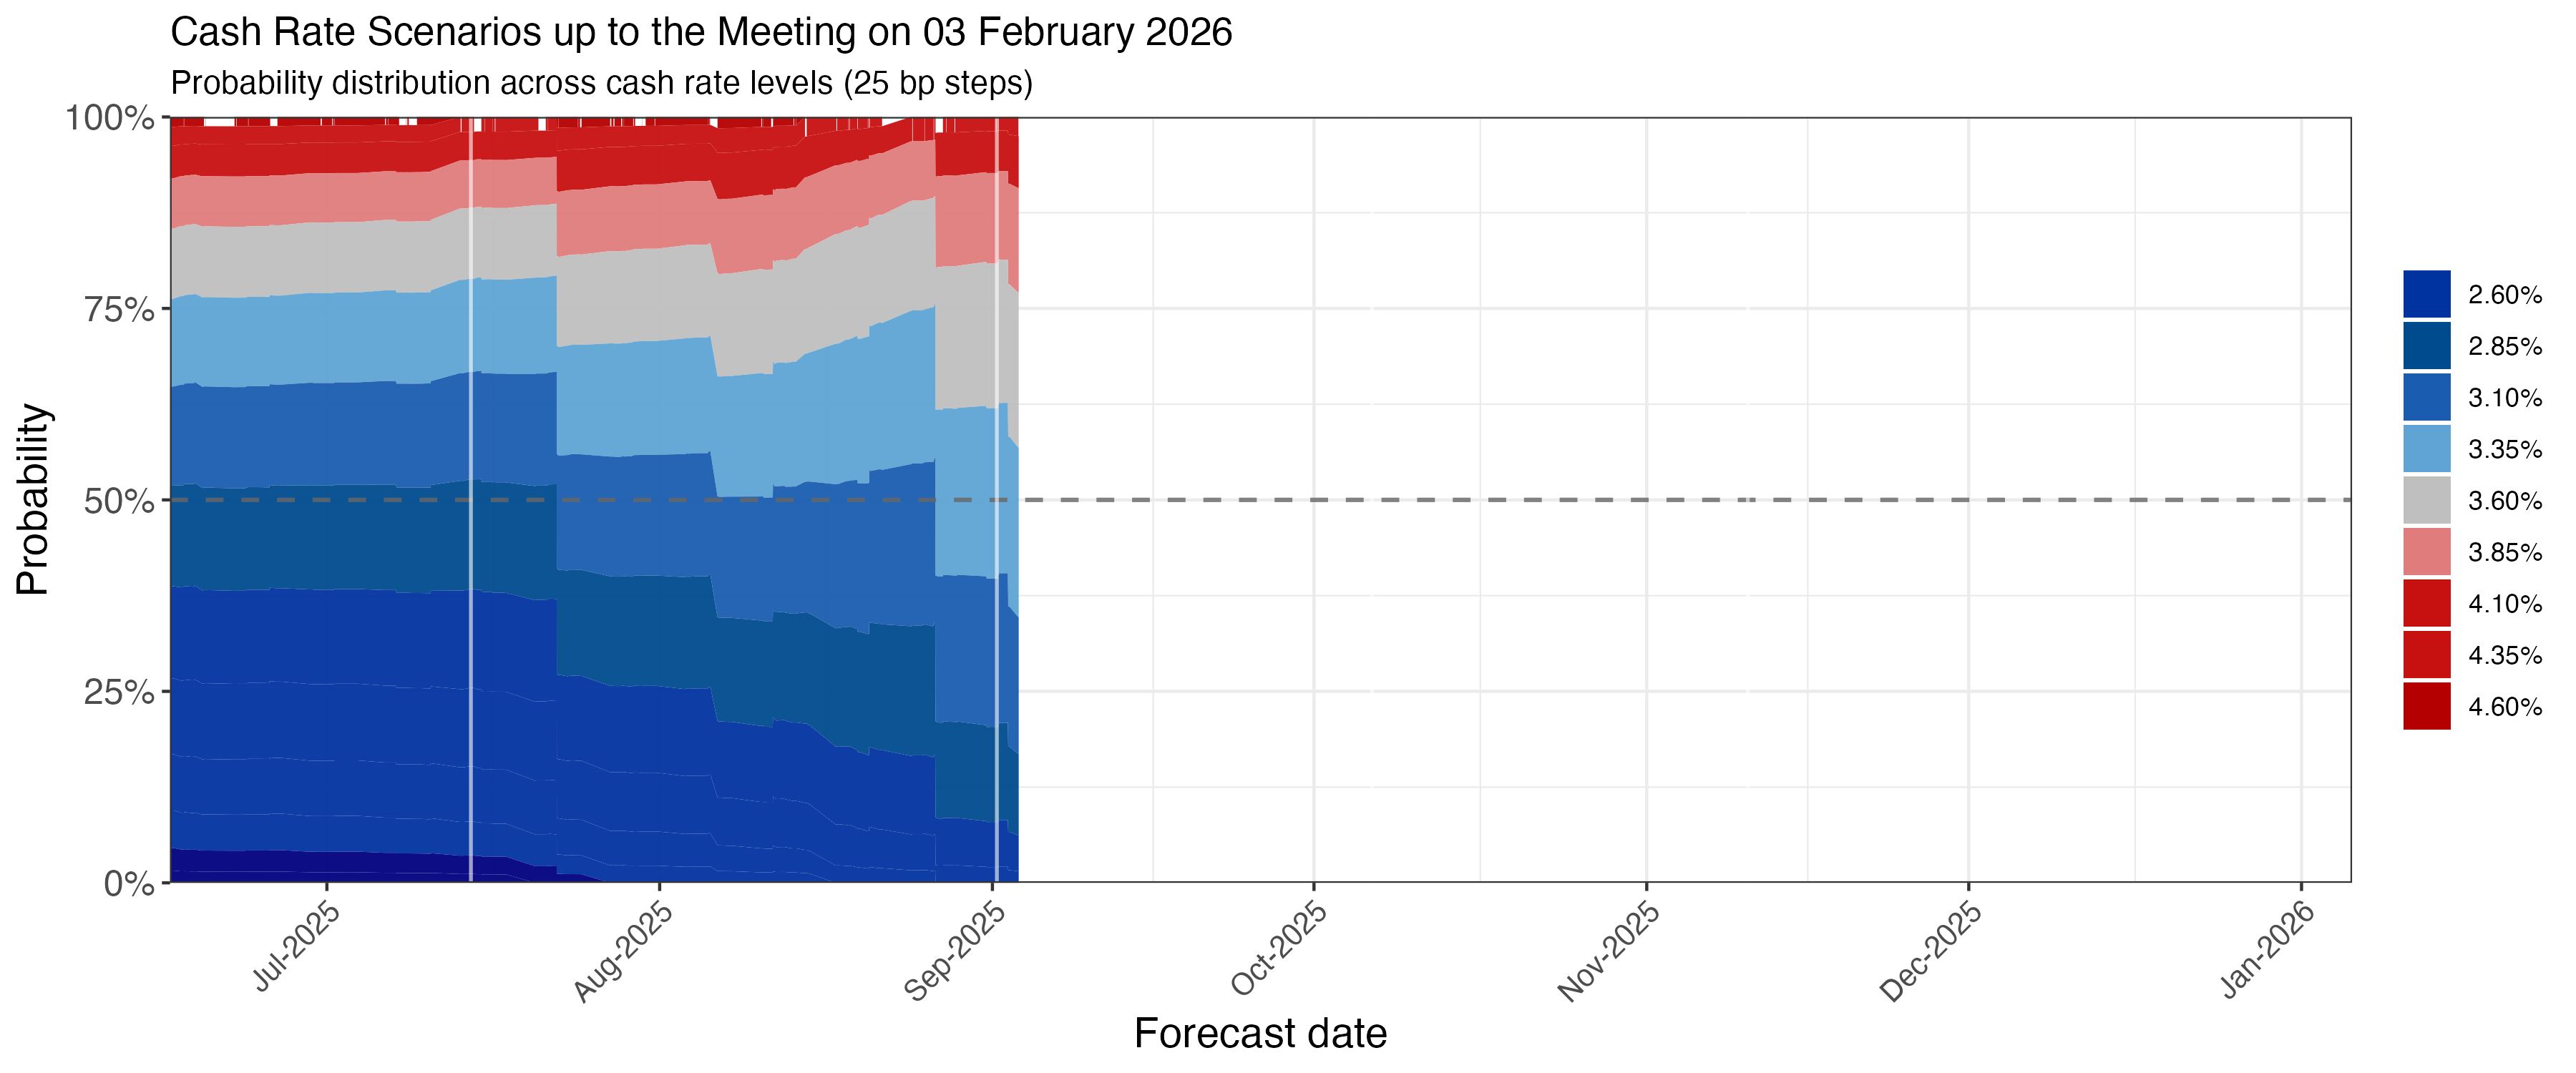 Cash Rate Scenarios up to the Meeting on 03 February 2026
Probability distribution across cash rate levels (25 bp steps)
100%
75%
50%
25%
0%
Probability
Jul-2025
Aug-2025
Sep-2025
Oct-2025
Nov-2025
Dec-2025
Jan-2026
Forecast date
2.60%
2.85%
3.10%
3.35%
3.60%
3.85%
4.10%
4.35%
4.60%